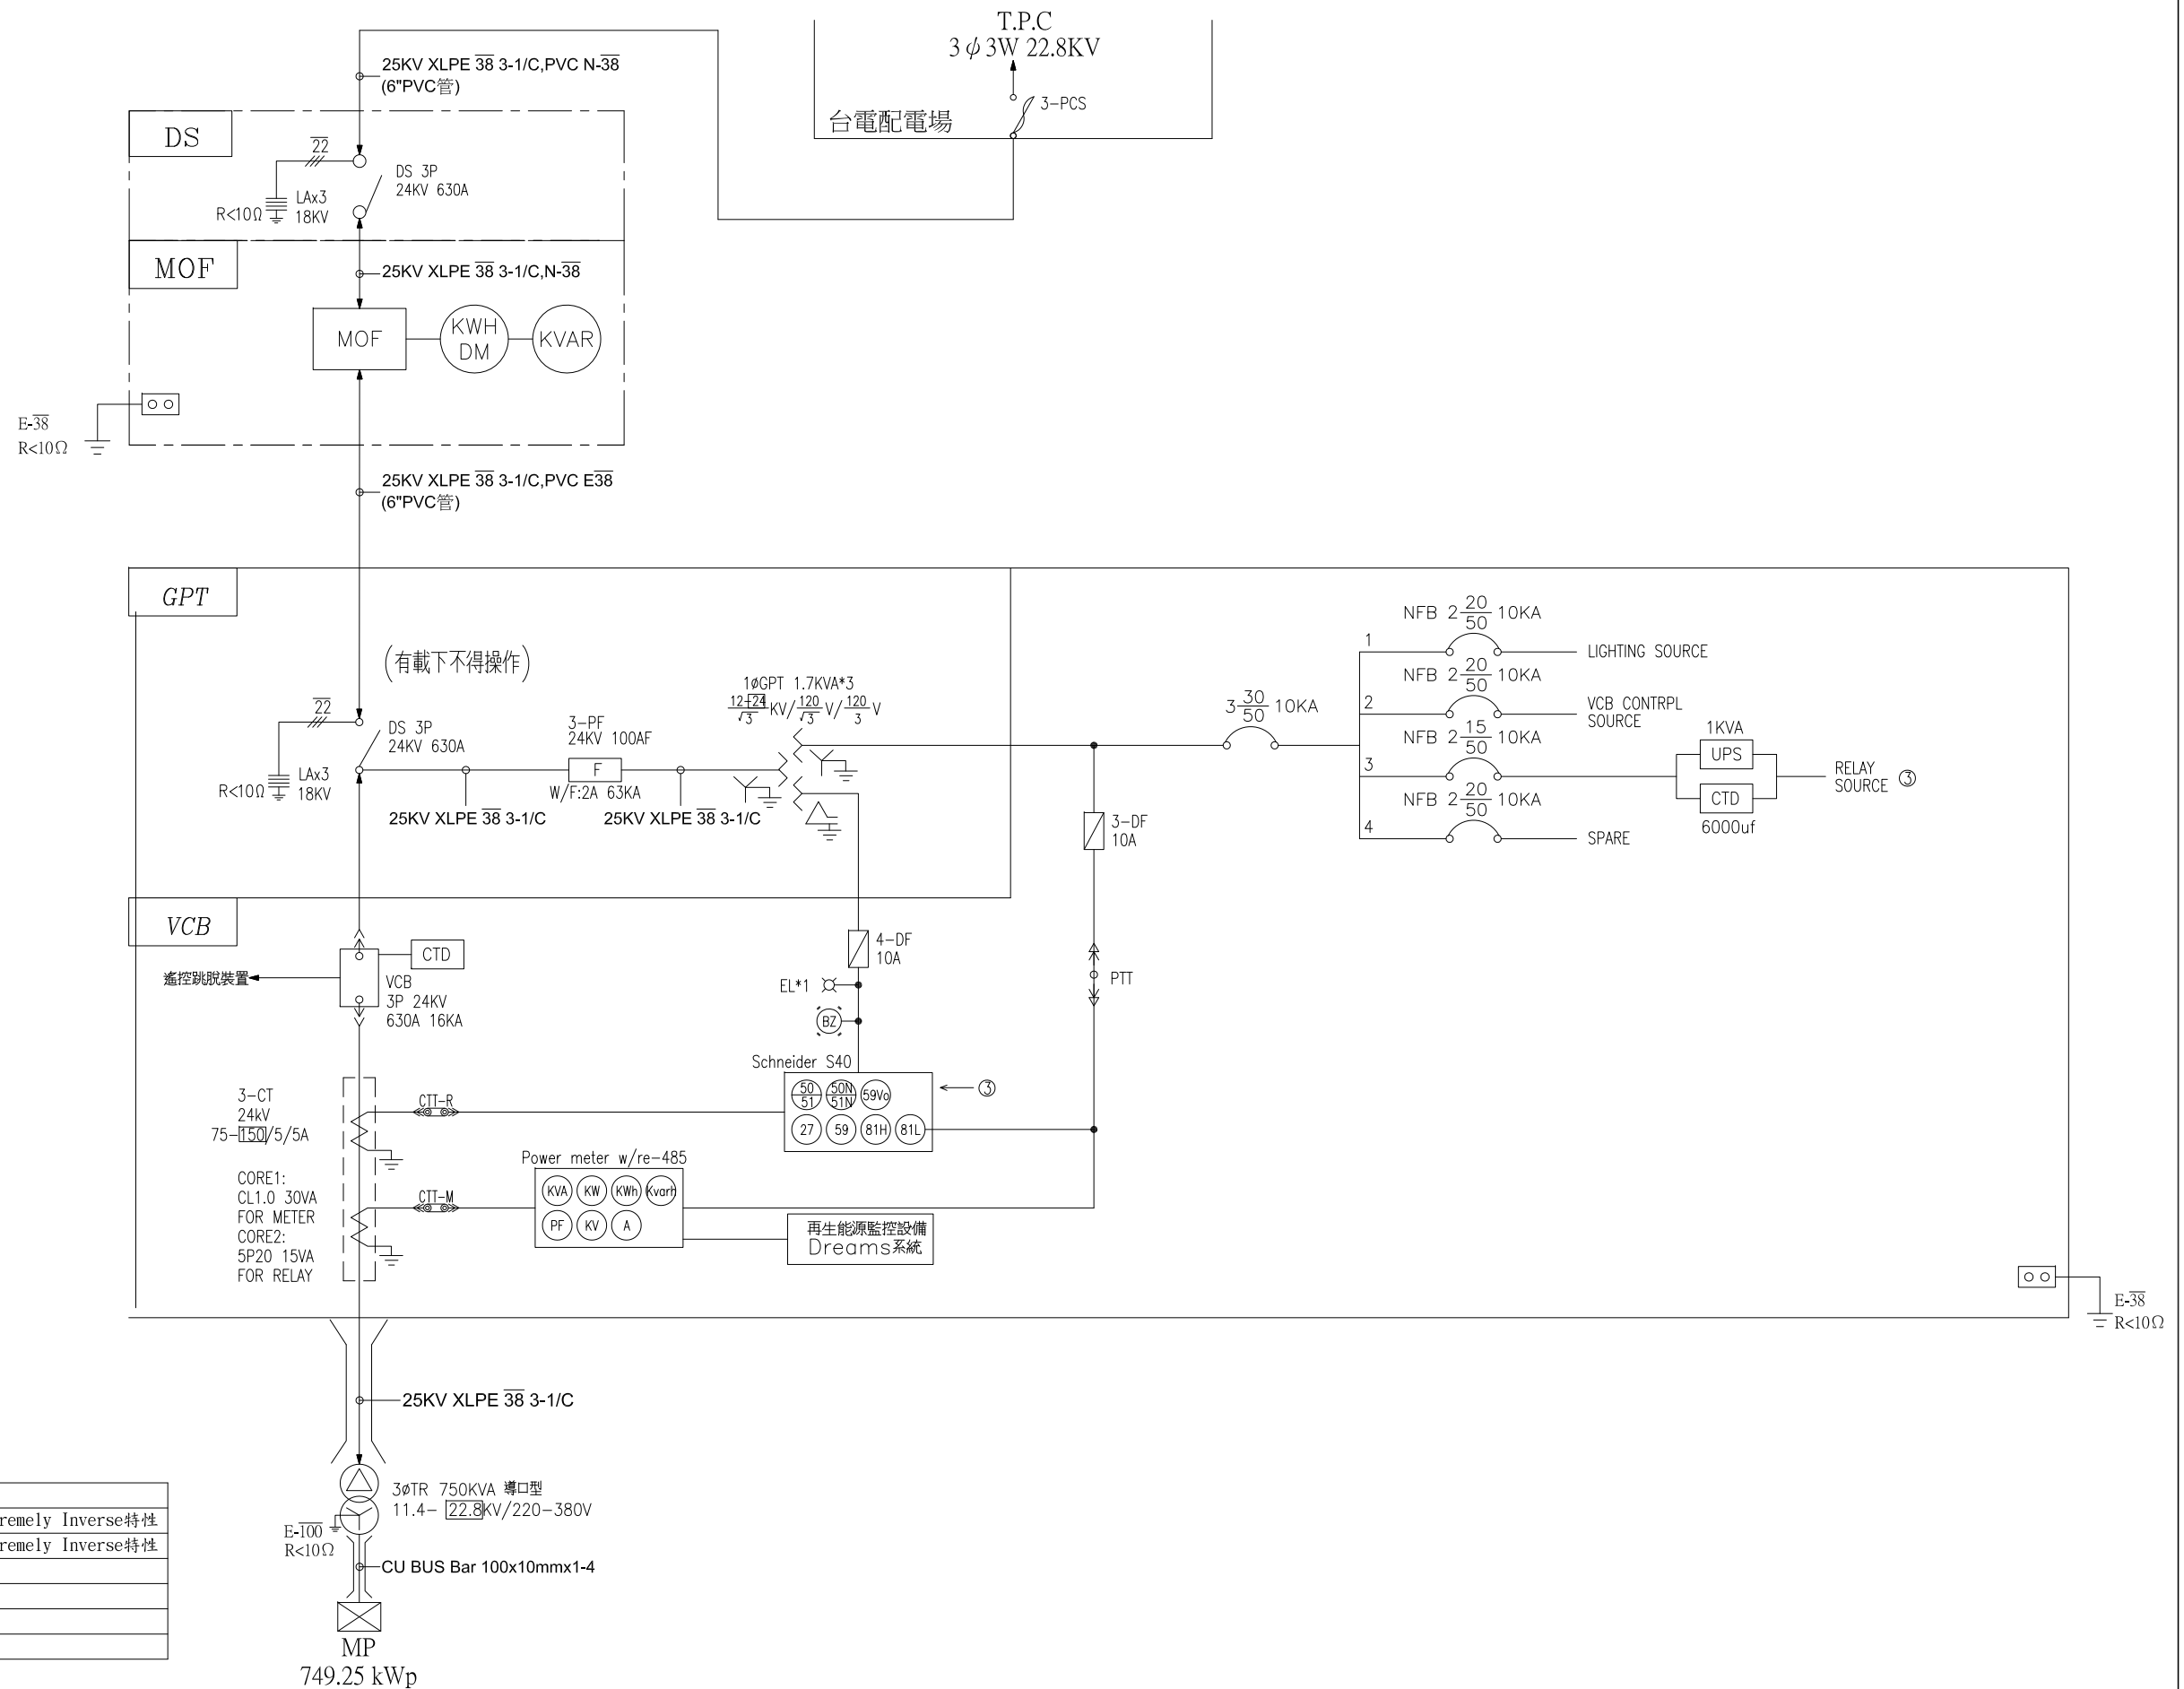 T.P.C
3φ3W 22.8KV
3-PCS
台電配電場
25KV XLPE 38 3-1/C,PVC N-38
(6"PVC管)
DS
22
DS 3P
24KV 630A
LAx3
18KV
R<10Ω
MOF
25KV XLPE 38 3-1/C,N-38
MOF
KWH
DM
KVAR
E-38
R<10Ω
25KV XLPE 38 3-1/C,PVC E38
(6"PVC管)
GPT
(有載下不得操作)
22
DS 3P
24KV 630A
LAx3
18KV
R<10Ω
3-PF
24KV 100AF
F
W/F:2A 63KA
25KV XLPE 38 3-1/C
25KV XLPE 38 3-1/C
1øGPT 1.7KVA*3
12-24/√3 KV/120/√3 V/120/3 V
3 30/50 10KA
1
NFB 2 20/50 10KA
LIGHTING SOURCE
2
NFB 2 20/50 10KA
VCB CONTRPL
SOURCE
3
NFB 2 15/50 10KA
1KVA
UPS
CTD
6000uf
RELAY
SOURCE ③
4
NFB 2 20/50 10KA
SPARE
3-DF
10A
VCB
CTD
遙控跳脫裝置
VCB
3P 24KV
630A 16KA
4-DF
10A
EL*1
BZ
PTT
Schneider S40
50
51
50N
51N
59Vo
27
59
81H
81L
③
3-CT
24kV
75-150/5/5A
CTT-R
CORE1:
CL1.0 30VA
FOR METER
CORE2:
5P20 15VA
FOR RELAY
CTT-M
Power meter w/re-485
KVA
KW
KWh
Kvarh
PF
KV
A
再生能源監控設備
Dreams系統
E-38
R<10Ω
25KV XLPE 38 3-1/C
3øTR 750KVA 導口型
11.4- 22.8KV/220-380V
E-100
R<10Ω
CU BUS Bar 100x10mmx1-4
MP
749.25 kWp
remely Inverse特性
remely Inverse特性